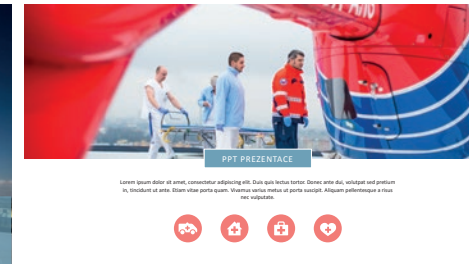 PPT PREZENTACE
Lorem ipsum dolor sit amet, consectetur adipiscing elit. Duis quis lectus tortor. Donec ante dui, volutpat sed pretium
in, tincidunt ut ante. Etiam vitae porta quam. Vivamus varius metus ut porta suscipit. Aliquam pellentesque a risus
nec vulputate.